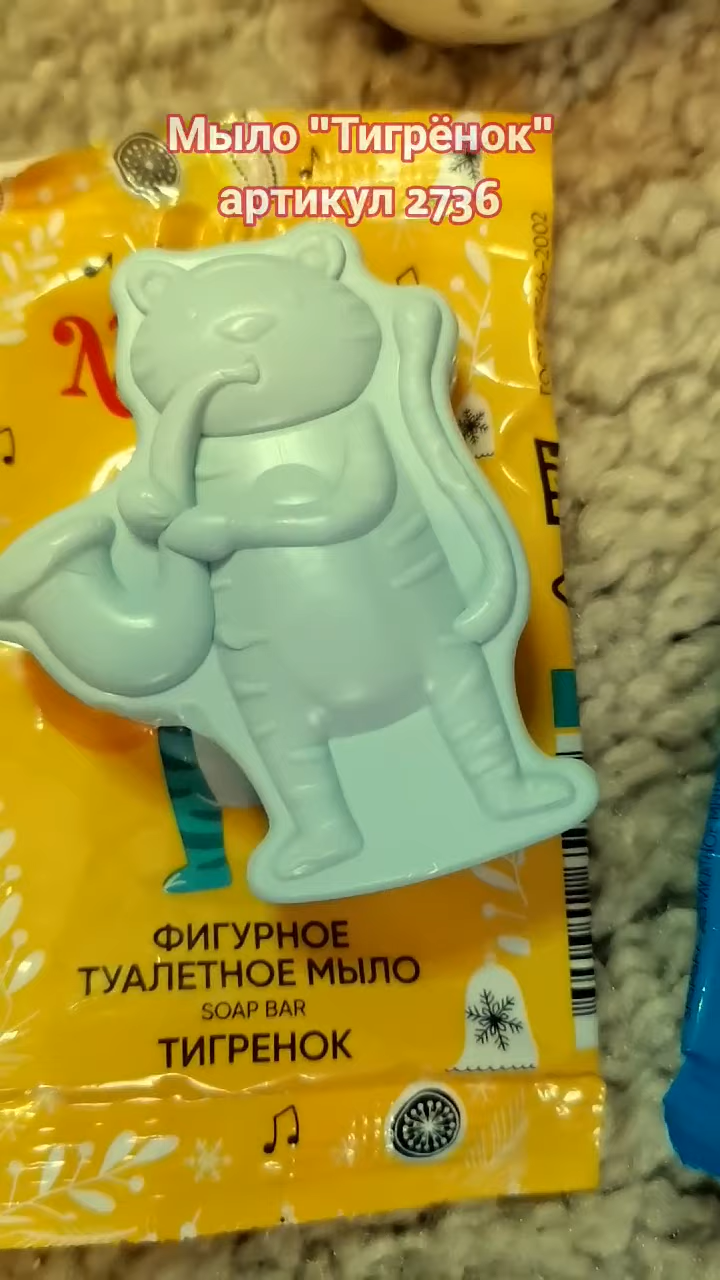 Мыло "Тигрёнок"
артикул 2736
ФИГУРНОЕ
ТУАЛЕТНОЕ МЫЛО
SOAP BAR
ТИГРЕНОК